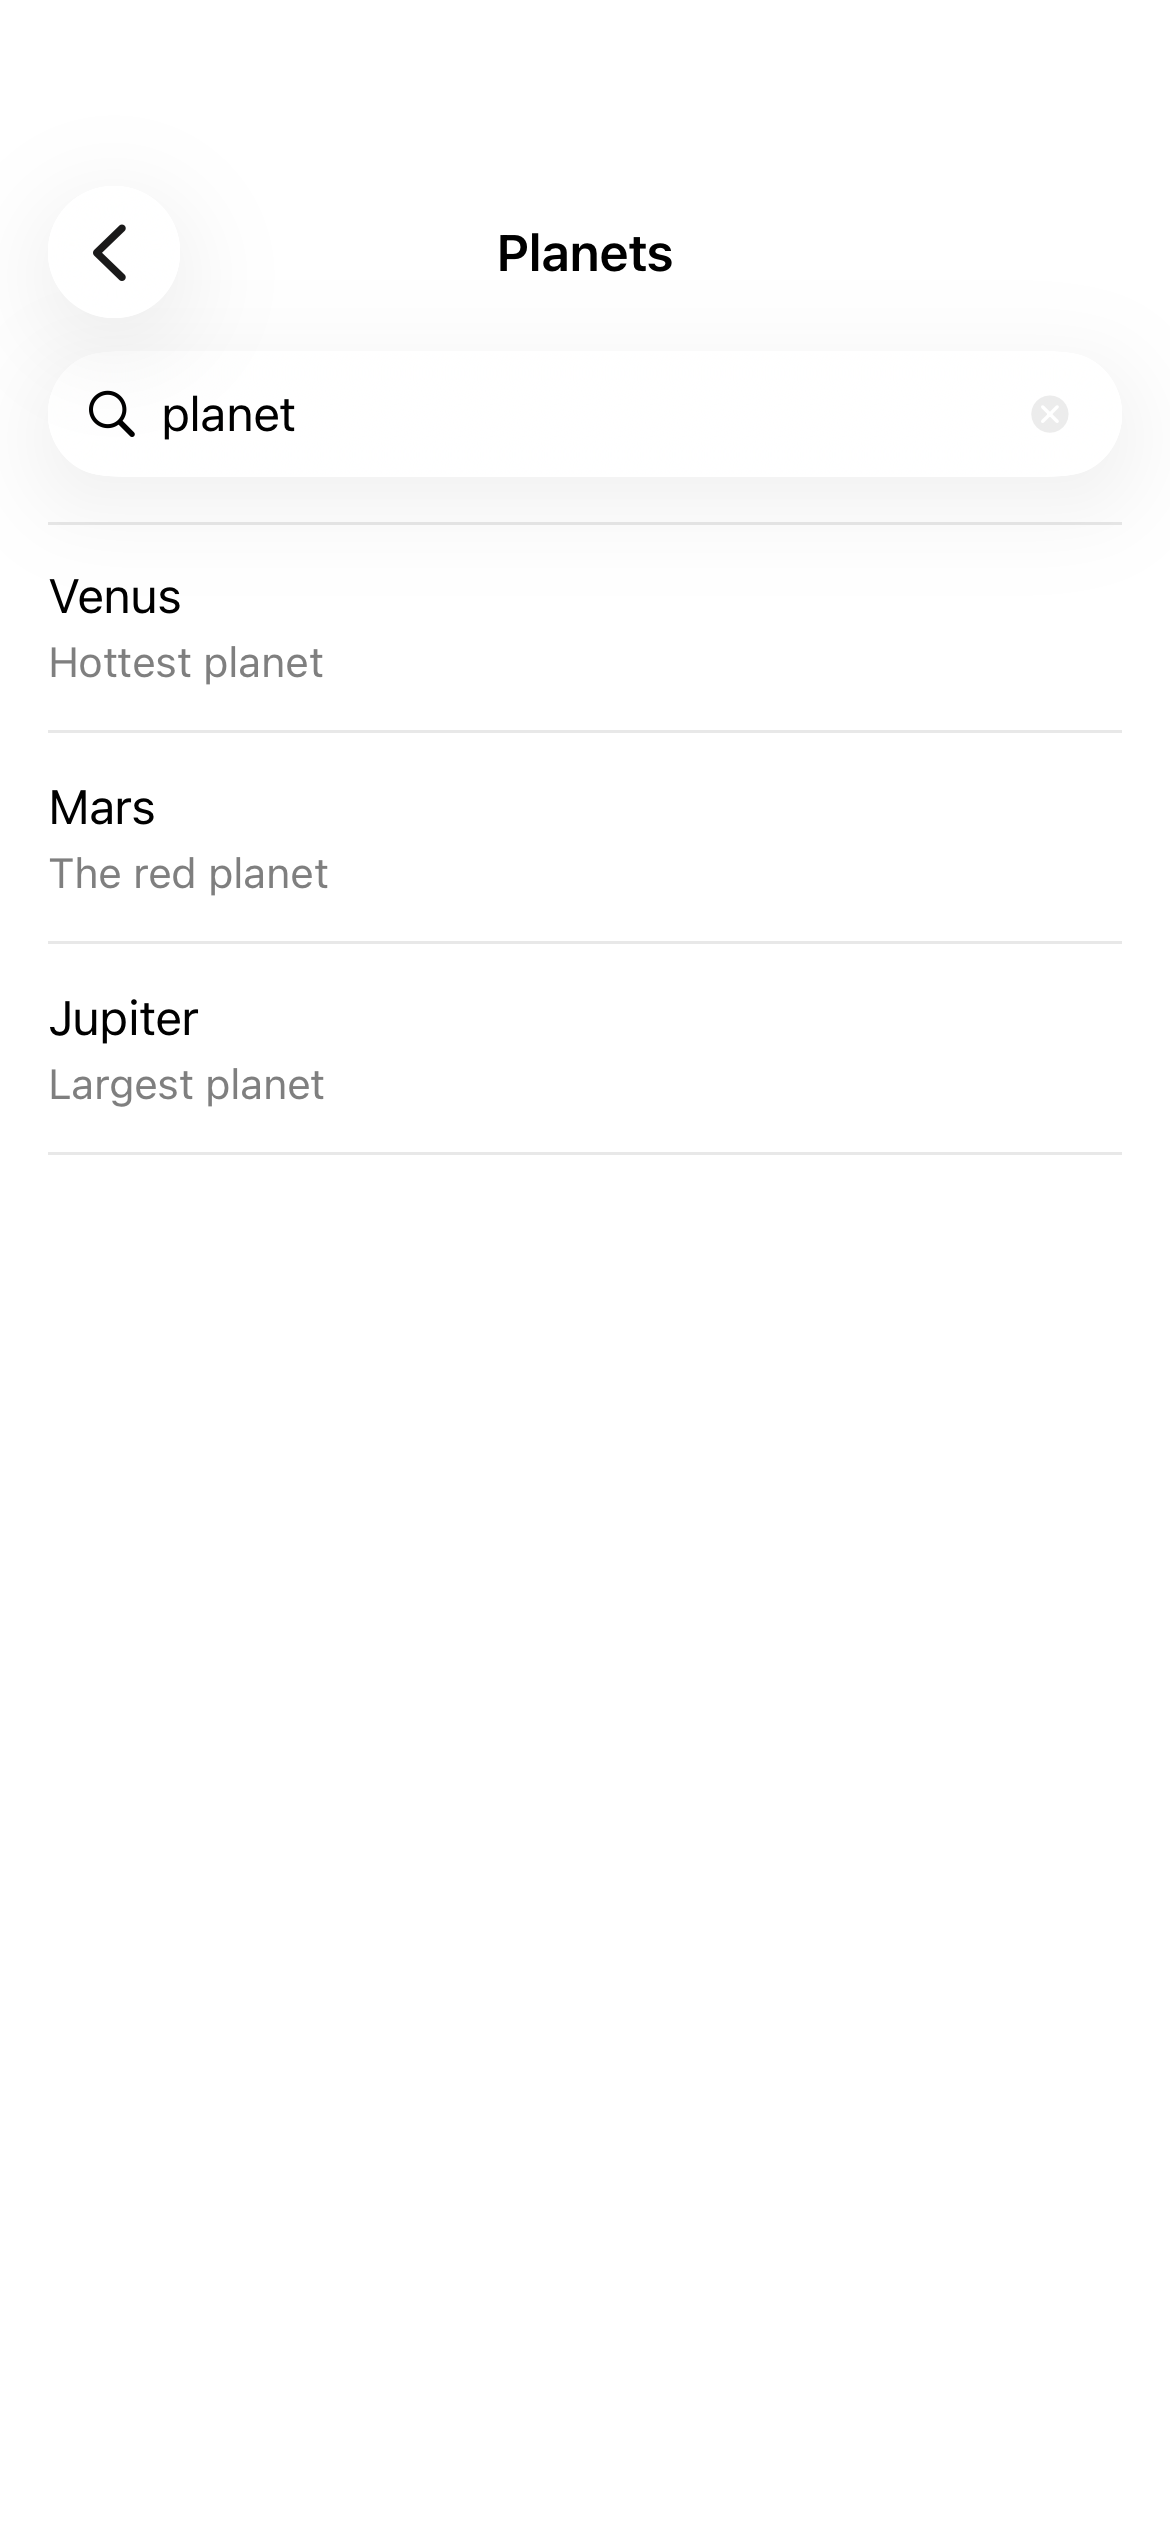 Planets
planet
Venus
Hottest planet
Mars
The red planet
Jupiter
Largest planet